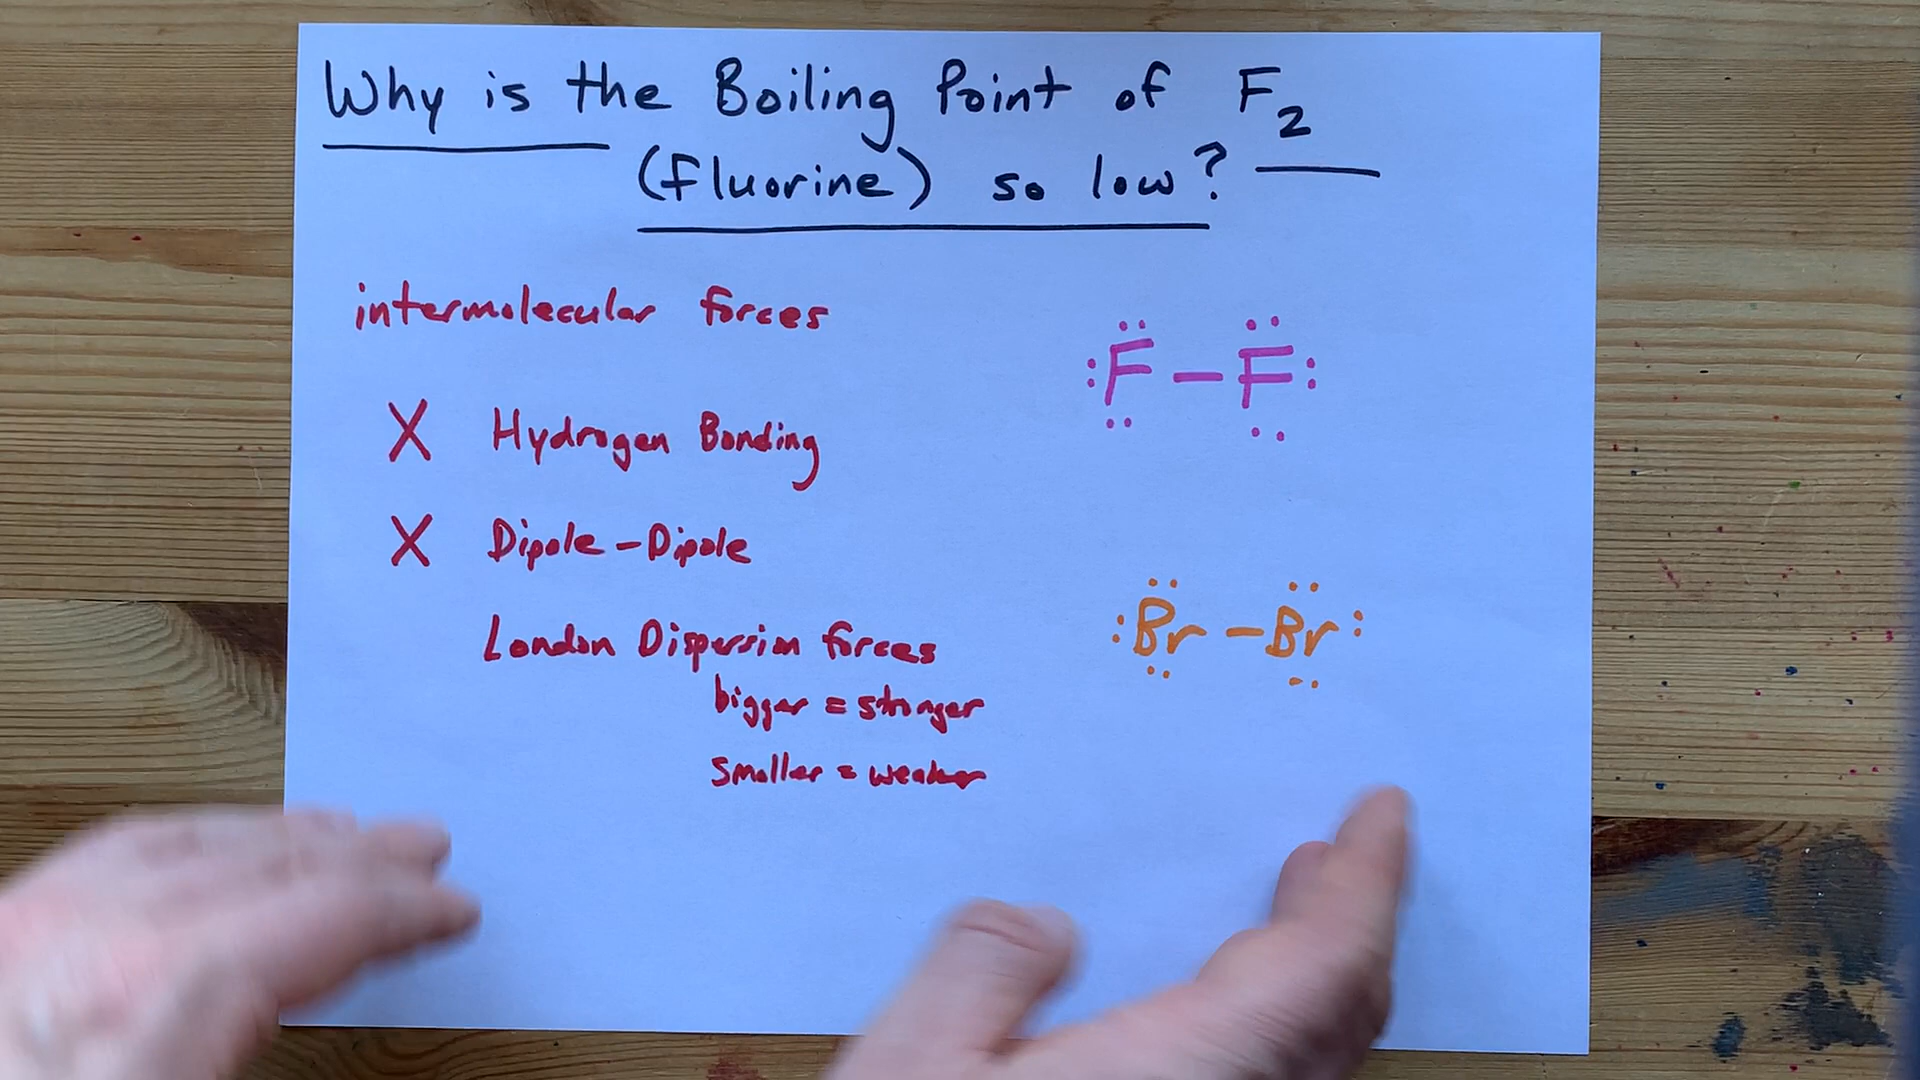 Why is the Boiling Point of F2
(fluorine) so low?
intermolecular forces
X Hydrogen Bonding
X Dipole-Dipole
London Dispersion forces
bigger = stronger
smaller = weaker
:F̈-F̈:
:Br-Br: